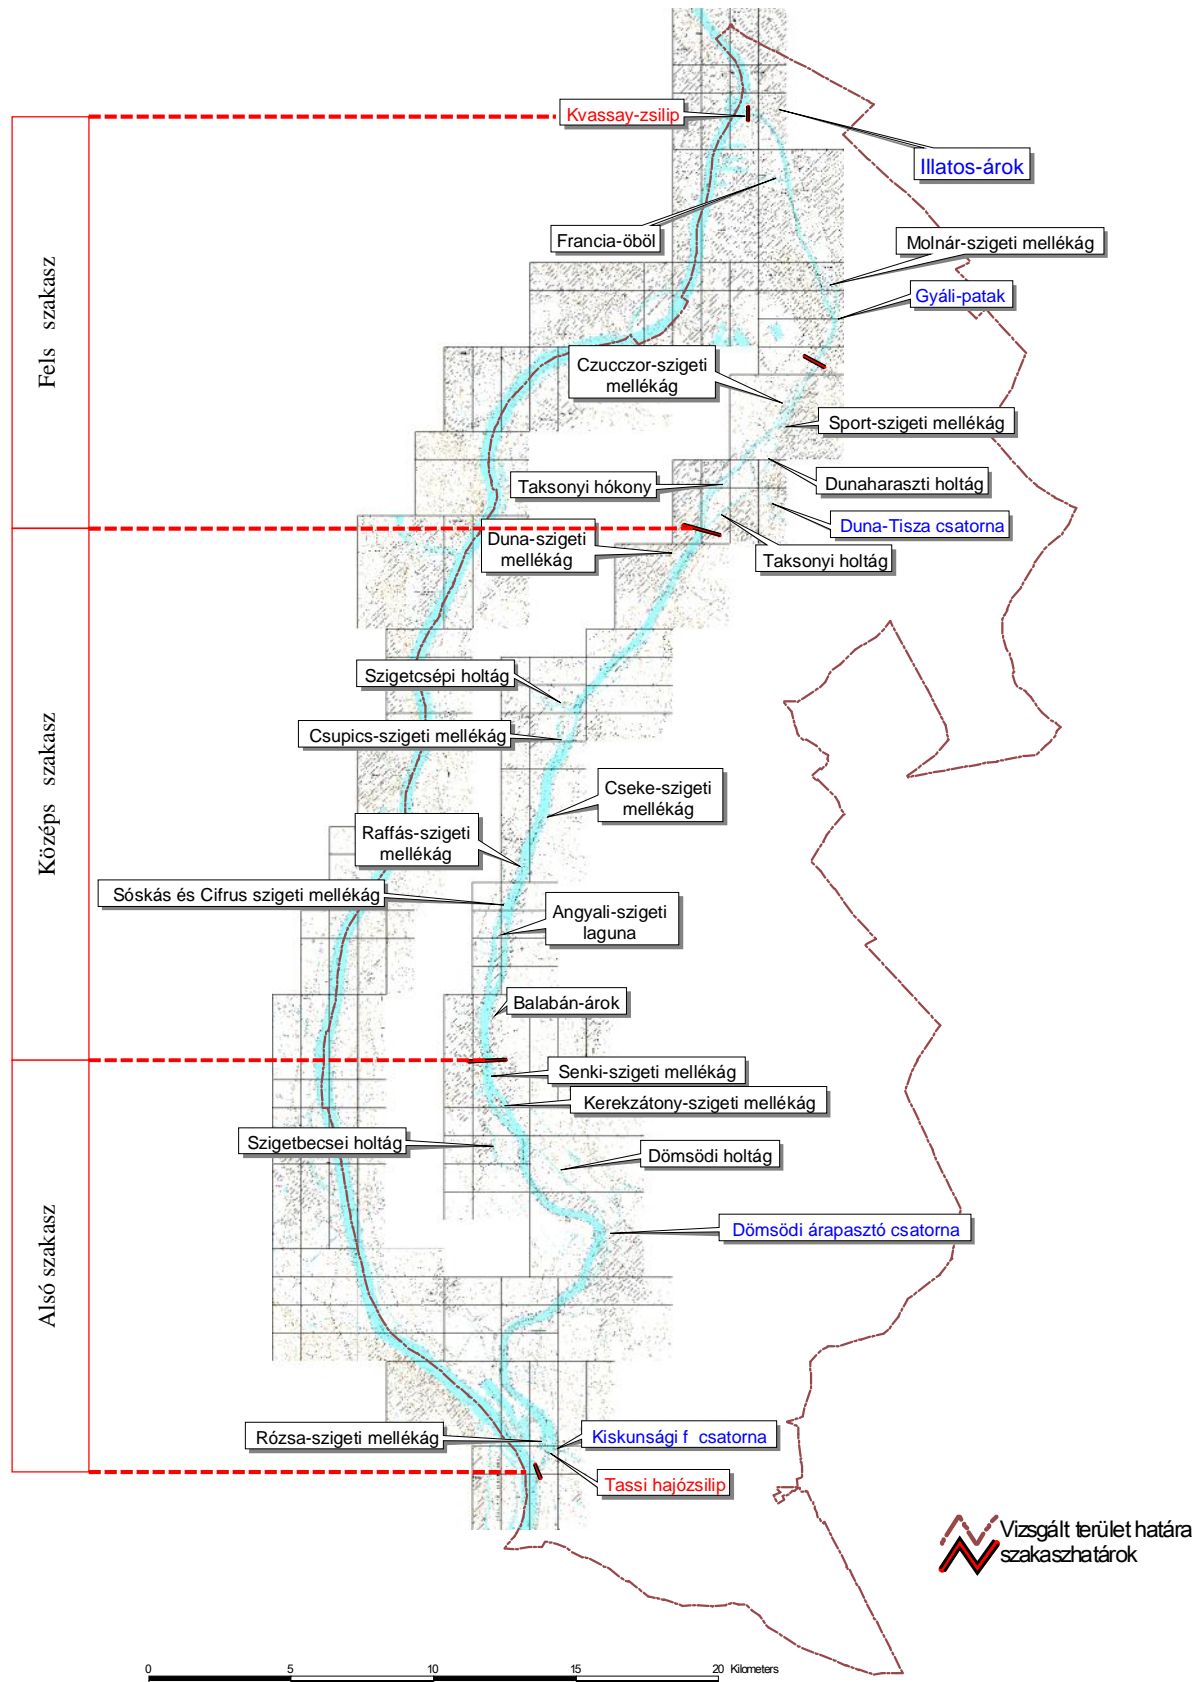 Kvassay-zsilip
Illatos-árok
Francia-öböl
Molnár-szigeti mellékág
Gyáli-patak
Fels szakasz
Czucczor-szigeti
mellékág
Sport-szigeti mellékág
Dunaharaszti holtág
Taksonyi hókony
Duna-Tisza csatorna
Duna-szigeti
mellékág
Taksonyi holtág
Szigetcsépi holtág
Csupics-szigeti mellékág
Középs szakasz
Cseke-szigeti
mellékág
Raffás-szigeti
mellékág
Sóskás és Cifrus szigeti mellékág
Angyali-szigeti
laguna
Balabán-árok
Senki-szigeti mellékág
Kerekzátony-szigeti mellékág
Szigetbecsei holtág
Dömsödi holtág
Dömsödi árapasztó csatorna
Alsó szakasz
Rózsa-szigeti mellékág
Kiskunsági f csatorna
Tassi hajózsilip
Vizsgált terület határa
szakaszhatárok
0 5 10 15 20 Kilometers